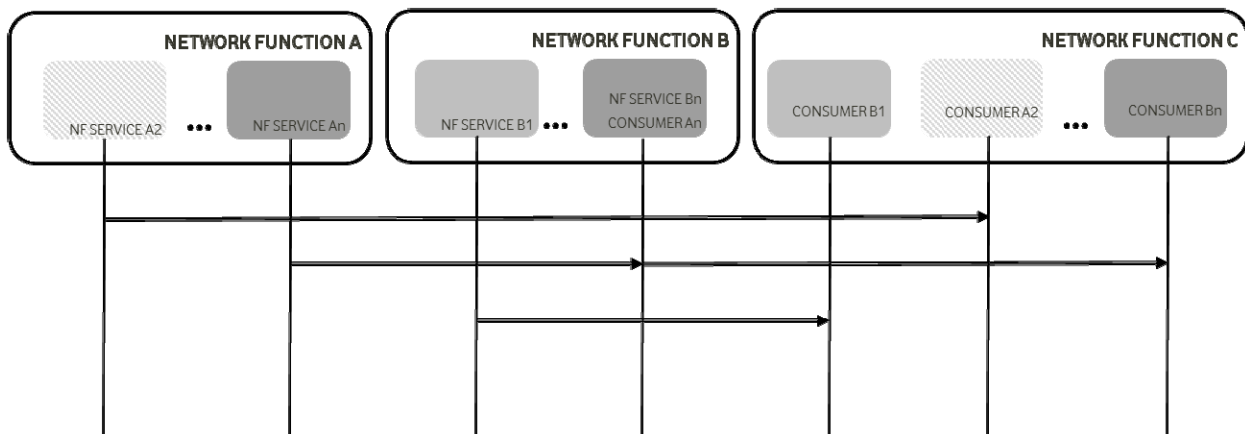 NETWORK FUNCTION A
NF SERVICE A2
•••
NF SERVICE An
NETWORK FUNCTION B
NF SERVICE B1
•••
NF SERVICE Bn
CONSUMER An
NETWORK FUNCTION C
CONSUMER B1
CONSUMER A2
•••
CONSUMER Bn